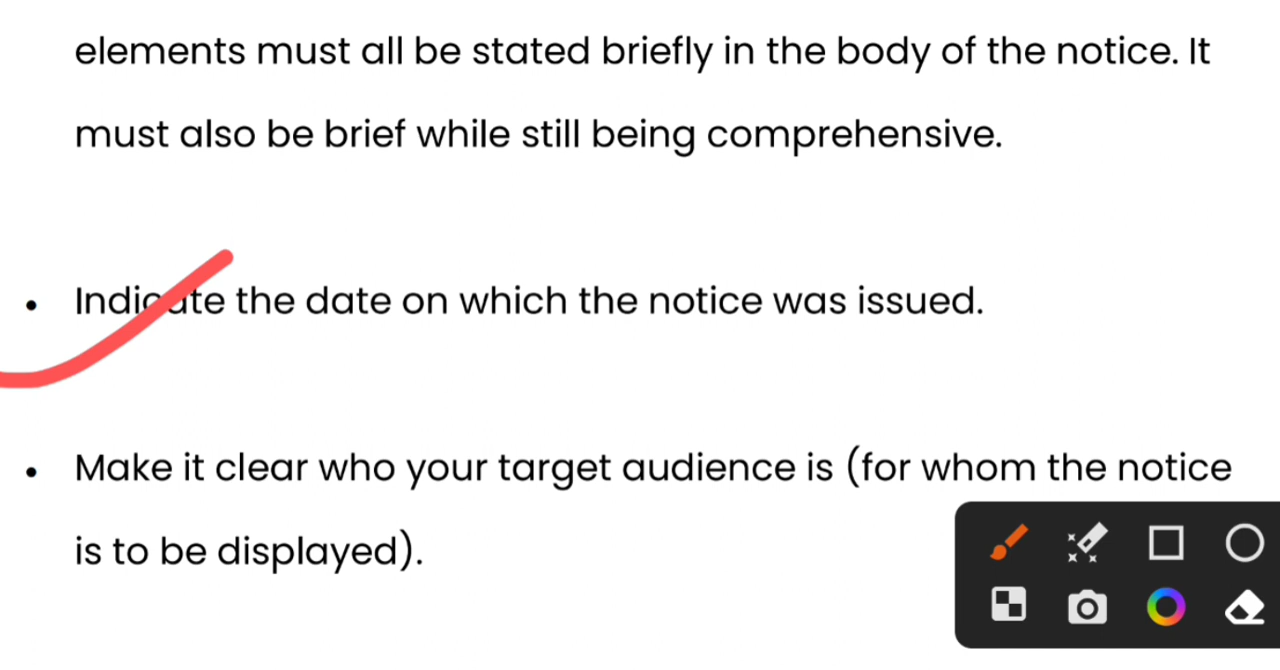 elements must all be stated briefly in the body of the notice. It
must also be brief while still being comprehensive.
• Indicate the date on which the notice was issued.
• Make it clear who your target audience is (for whom the notice
is to be displayed).